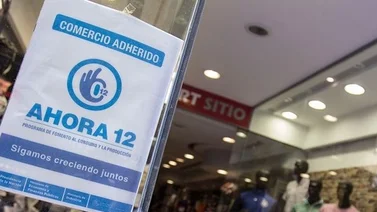 COMERCIO ADHERIDO
12
AHORA 12
PROGRAMA DE FOMENTO AL CONSUMO Y LA PRODUCCIÓN
Sigamos creciendo juntos
RT SITIO